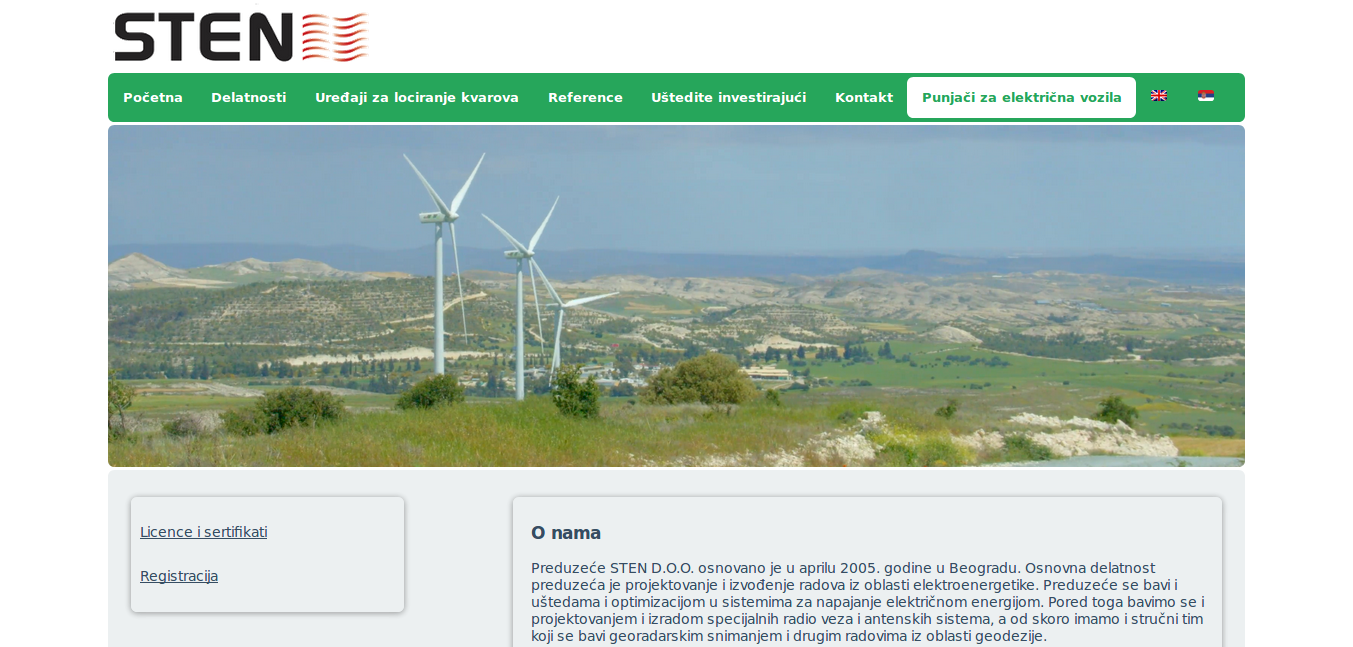 STEN
Početna Delatnosti Uređaji za lociranje kvarova Reference Uštedite investirajući Kontakt Punjači za električna vozila
Licence i sertifikati
Registracija
O nama
Preduzeće STEN D.O.O. osnovano je u aprilu 2005. godine u Beogradu. Osnovna delatnost
preduzeća je projektovanje i izvođenje radova iz oblasti elektroenergetike. Preduzeće se bavi i
uštedama i optimizacijom u sistemima za napajanje električnom energijom. Pored toga bavimo se i
projektovanjem i izradom specijalnih radio veza i antenskih sistema, a od skoro imamo i stručni tim
koji se bavi georadarskim snimanjem i drugim radovima iz oblasti geodezije.